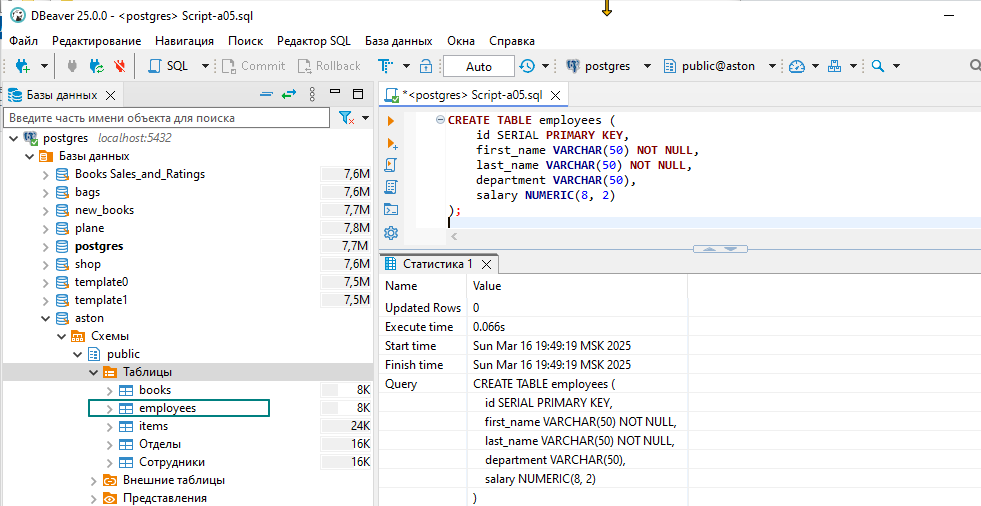 DBeaver 25.0.0 - <postgres> Script-a05.sql
Файл Редактирование Навигация Поиск Редактор SQL База данных Окна Справка
SQL Commit Rollback Auto postgres public@aston
Базы данных
Введите часть имени объекта для поиска
postgres localhost:5432
Базы данных
Books Sales_and_Ratings 7,6M
bags 7,6M
new_books 7,7M
plane 7,8M
postgres 7,7M
shop 7,6M
template0 7,5M
template1 7,5M
aston
Схемы
public
Таблицы
books 8K
employees 8K
items 24K
Отделы 16K
Сотрудники 16K
Внешние таблицы
Представления
*<postgres> Script-a05.sql
CREATE TABLE employees (
id SERIAL PRIMARY KEY,
first_name VARCHAR(50) NOT NULL,
last_name VARCHAR(50) NOT NULL,
department VARCHAR(50),
salary NUMERIC(8, 2)
);
Статистика 1
Name Value
Updated Rows 0
Execute time 0.066s
Start time Sun Mar 16 19:49:19 MSK 2025
Finish time Sun Mar 16 19:49:19 MSK 2025
Query CREATE TABLE employees (
id SERIAL PRIMARY KEY,
first_name VARCHAR(50) NOT NULL,
last_name VARCHAR(50) NOT NULL,
department VARCHAR(50),
salary NUMERIC(8, 2)
)